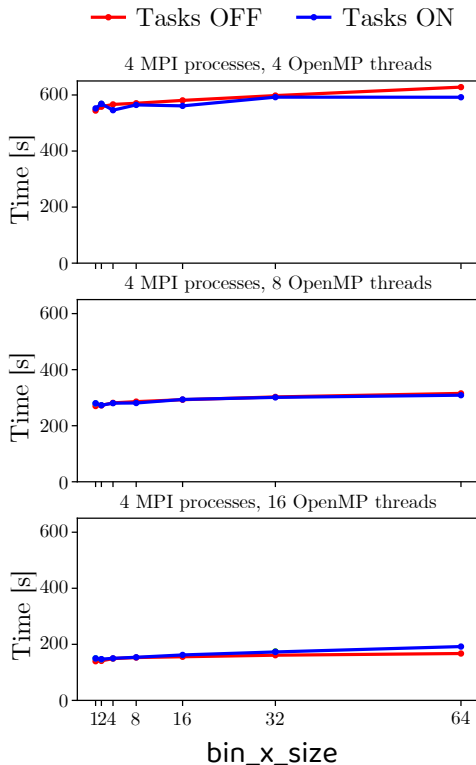 Tasks OFF Tasks ON
4 MPI processes, 4 OpenMP threads
600
400
200
0
Time [s]
4 MPI processes, 8 OpenMP threads
600
400
200
0
Time [s]
4 MPI processes, 16 OpenMP threads
600
400
200
0
Time [s]
1 2 4 8 16 32 64
bin_x_size